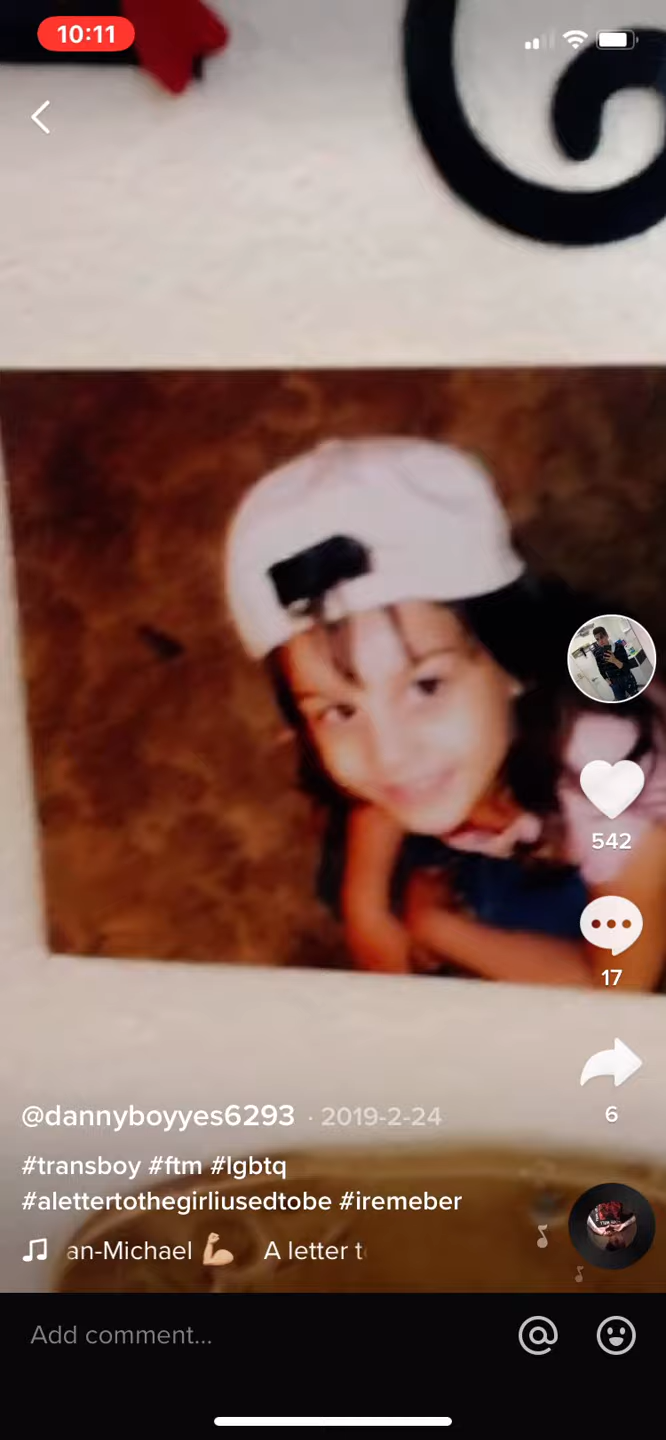 10:11
542
17
6
@dannyboyyes6293 · 2019-2-24
#transboy #ftm #lgbtq
#alettertothegirliusedtobe #iremeber
an-Michael 💪🏼 A letter t
Add comment...